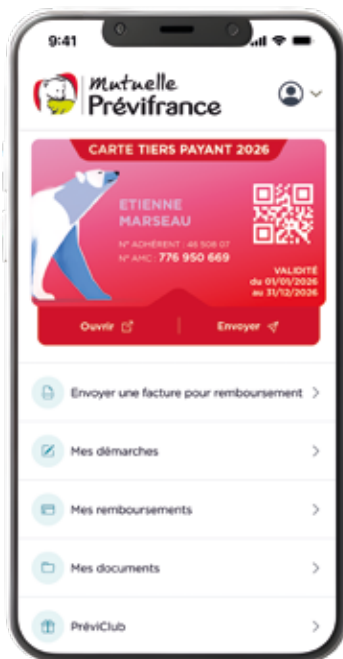 9:41
Mutuelle
Prévifrance
CARTE TIERS PAYANT 2026
ETIENNE
MARSEAU
N° ADHÉRENT : 46 508 07
N° AMC : 776 950 669
VALIDITÉ
du 01/01/2026
au 31/12/2026
Ouvrir
Envoyer
Envoyer une facture pour remboursement
Mes démarches
Mes remboursements
Mes documents
PréviClub